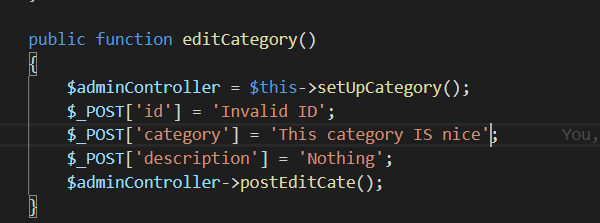 public function editCategory()
{
$adminController = $this->setUpCategory();
$_POST['id'] = 'Invalid ID';
$_POST['category'] = 'This category IS nice'; You,
$_POST['description'] = 'Nothing';
$adminController->postEditCate();
}